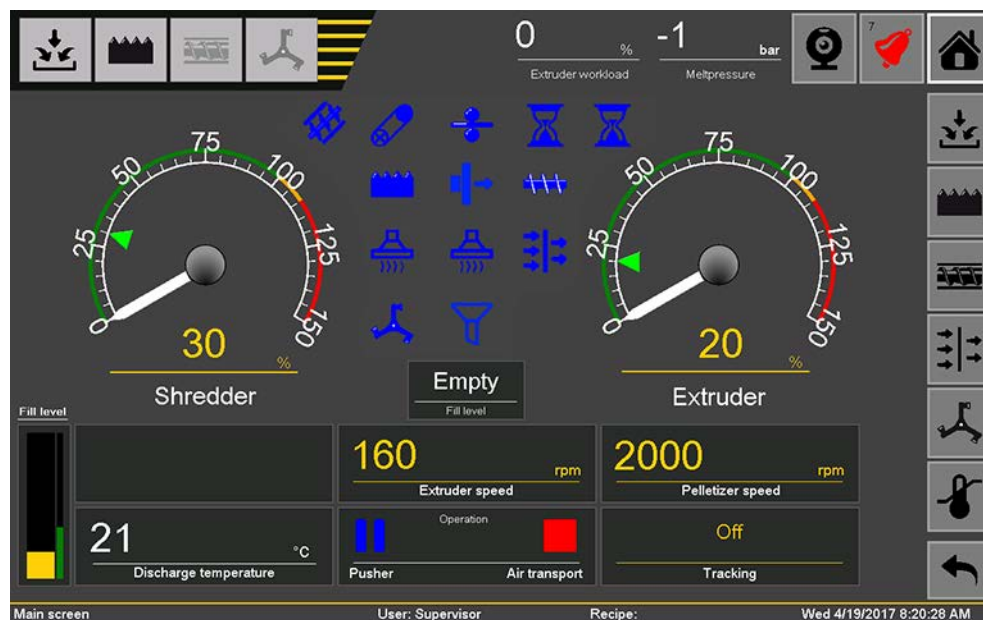 0 % Extruder workload
-1 bar Meltpressure
7
0 25 50 75 100 125 150
30 %
Shredder
0 25 50 75 100 125 150
20 %
Extruder
Empty
Fill level
Fill level
160 rpm
Extruder speed
2000 rpm
Pelletizer speed
21 °C
Discharge temperature
Operation
Pusher Air transport
Off
Tracking
Main screen User: Supervisor Recipe: Wed 4/19/2017 8:20:28 AM